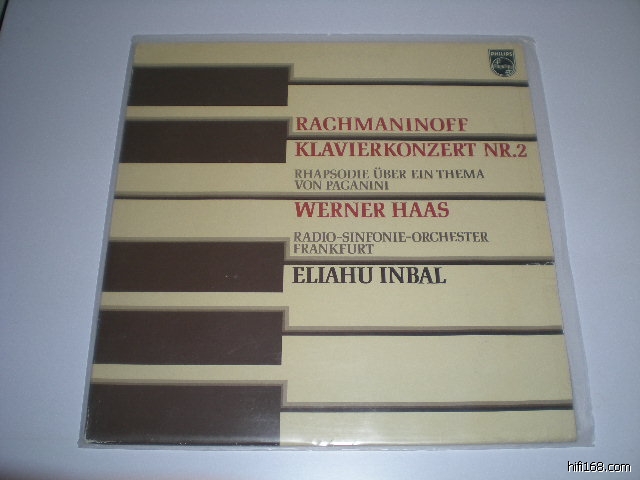 PHILIPS
RACHMANINOFF
KLAVIERKONZERT NR.2
RHAPSODIE ÜBER EIN THEMA
VON PAGANINI
WERNER HAAS
RADIO-SINFONIE-ORCHESTER
FRANKFURT
ELIAHU INBAL
hifi168.com